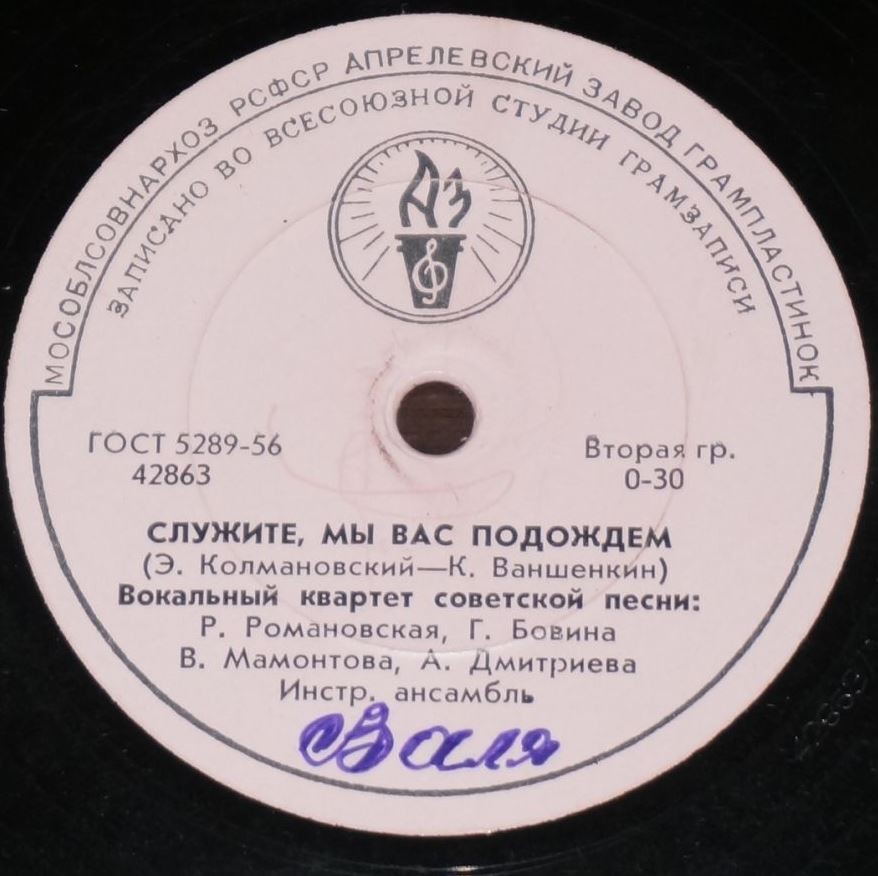 МОСОБЛСОВНАРХОЗ РСФСР АПРЕЛЕВСКИЙ ЗАВОД ГРАМПЛАСТИНОК
ЗАПИСАНО ВО ВСЕСОЮЗНОЙ СТУДИИ ГРАМЗАПИСИ
АЗ
ГОСТ 5289-56
42863
Вторая гр.
0-30
СЛУЖИТЕ, МЫ ВАС ПОДОЖДЕМ
(Э. Колмановский—К. Ваншенкин)
Вокальный квартет советской песни:
Р. Романовская, Г. Бовина
В. Мамонтова, А. Дмитриева
Инстр. ансамбль
Валя